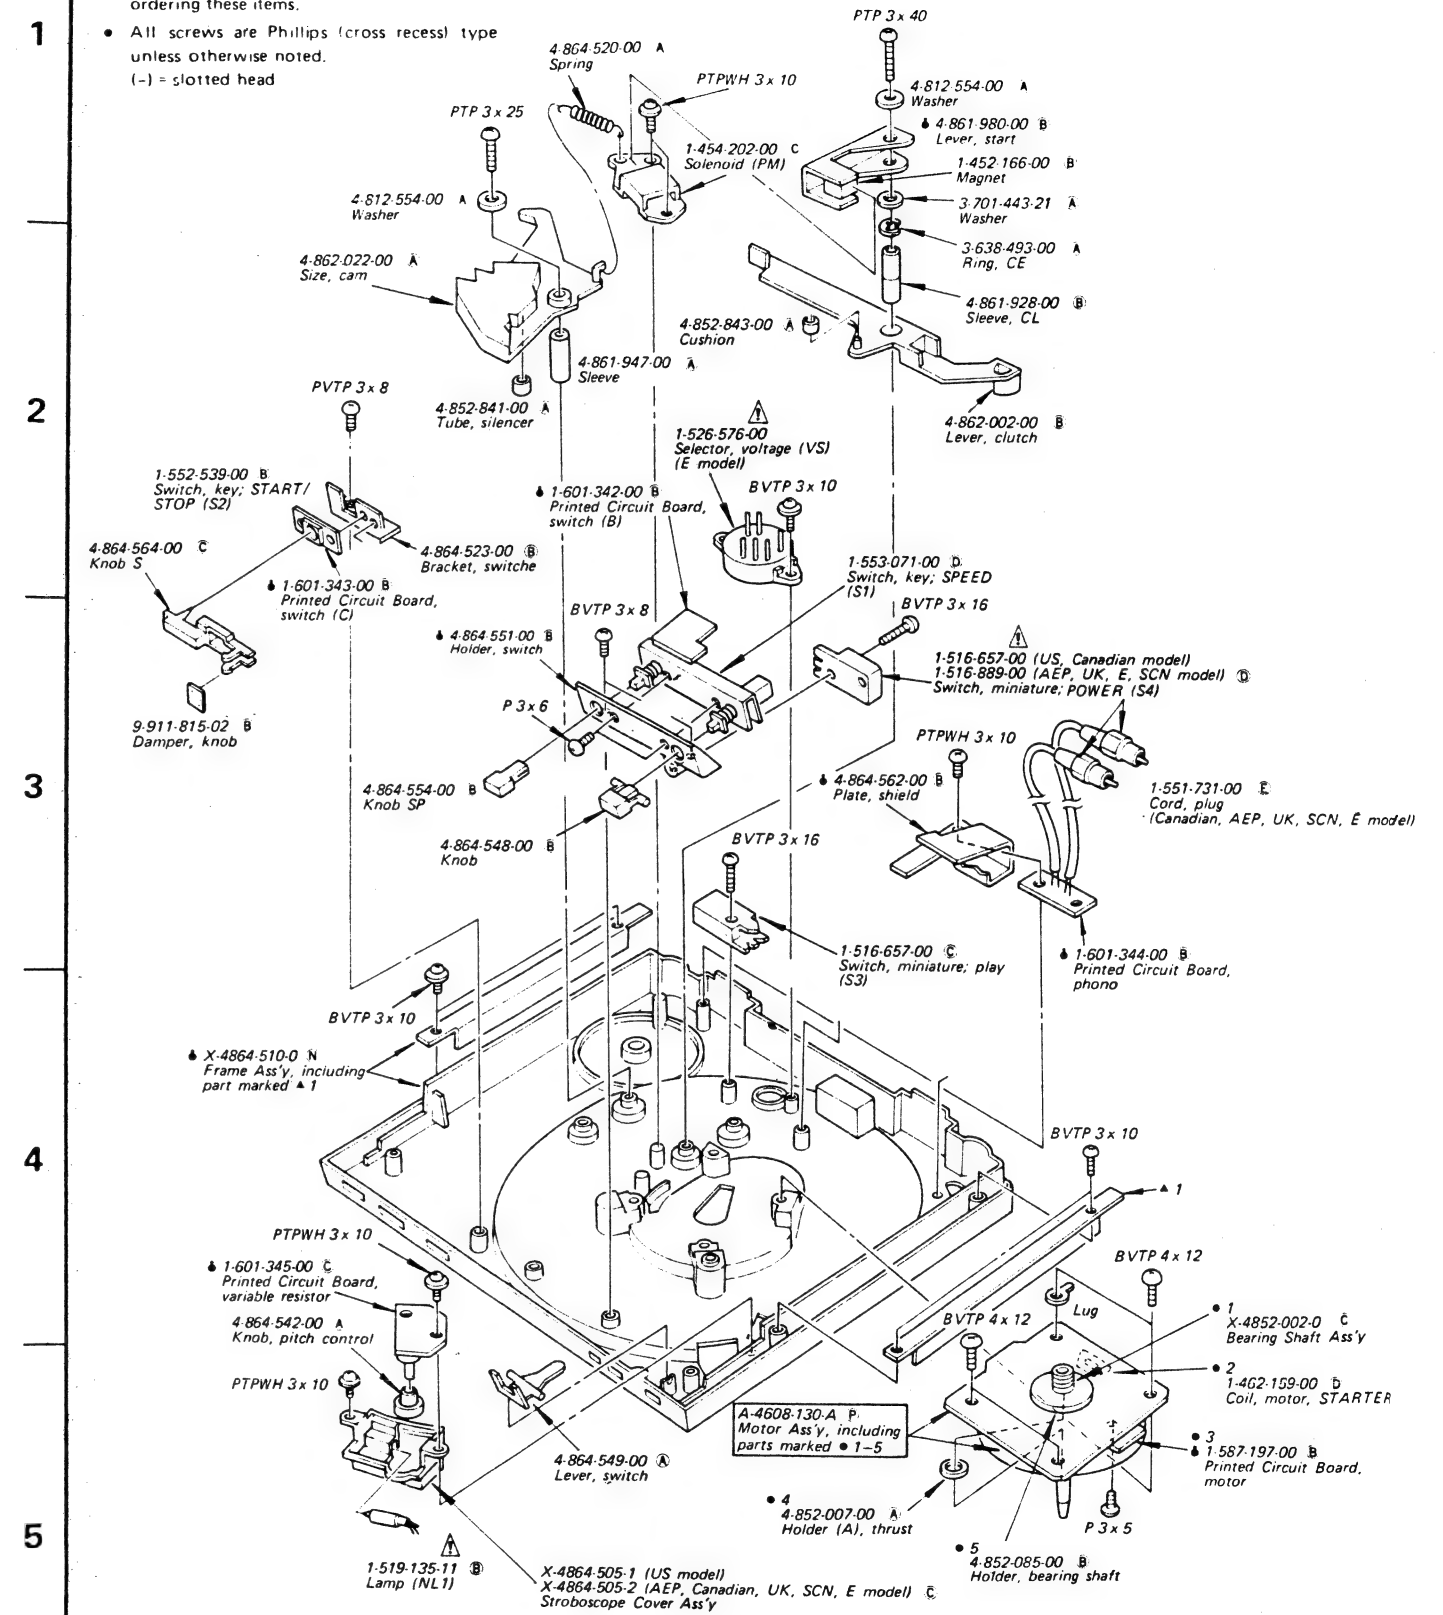 ordering these items.
1
• All screws are Phillips (cross recess) type
unless otherwise noted.
(-) = slotted head
PTP 3 x 40
4-864-520-00 A
Spring
PTPWH 3 x 10
4-812-554-00 A
Washer
PTP 3 x 25
4-861-980-00 B
Lever, start
1-454-202-00 C
Solenoid (PM)
1-452-166-00 B
Magnet
4-812-554-00 A
Washer
3-701-443-21 A
Washer
4-862-022-00 A
Size, cam
3-638-493-00 A
Ring, CE
4-861-928-00 B
Sleeve, CL
4-852-843-00 A
Cushion
4-861-947-00 A
Sleeve
PVTP 3 x 8
2
4-852-841-00 A
Tube, silencer
4-862-002-00 B
Lever, clutch
1-526-576-00
Selector, voltage (VS)
(E model)
1-552-539-00 B
Switch, key; START/
STOP (S2)
1-601-342-00 B
Printed Circuit Board,
switch (B)
BVTP 3 x 10
4-864-564-00 C
Knob S
4-864-523-00 B
Bracket, switche
1-553-071-00 D
Switch, key; SPEED
(S1)
1-601-343-00 B
Printed Circuit Board,
switch (C)
BVTP 3 x 8
BVTP 3 x 16
4-864-551-00 B
Holder, switch
1-516-657-00 (US, Canadian model)
1-516-889-00 (AEP, UK, E, SCN model) D
Switch, miniature; POWER (S4)
P 3 x 6
9-911-815-02 B
Damper, knob
PTPWH 3 x 10
3
4-864-554-00 B
Knob SP
4-864-562-00 B
Plate, shield
1-551-731-00 E
Cord, plug
(Canadian, AEP, UK, SCN, E model)
4-864-548-00 B
Knob
BVTP 3 x 16
1-516-657-00 C
Switch, miniature; play
(S3)
1-601-344-00 B
Printed Circuit Board,
phono
BVTP 3 x 10
X-4864-510-0 N
Frame Ass'y, including
part marked ▲ 1
4
BVTP 3 x 10
▲ 1
PTPWH 3 x 10
1-601-345-00 C
Printed Circuit Board,
variable resistor
BVTP 4 x 12
4-864-542-00 A
Knob, pitch control
Lug
BVTP 4 x 12
• 1
X-4852-002-0 C
Bearing Shaft Ass'y
PTPWH 3 x 10
• 2
1-462-159-00 D
Coil, motor, STARTER
A-4608-130-A P
Motor Ass'y, including
parts marked • 1-5
• 3
1-587-197-00 B
Printed Circuit Board,
motor
4-864-549-00 A
Lever, switch
• 4
4-852-007-00 A
Holder (A), thrust
P 3 x 5
5
• 5
4-852-085-00 B
Holder, bearing shaft
1-519-135-11 B
Lamp (NL1)
X-4864-505-1 (US model)
X-4864-505-2 (AEP, Canadian, UK, SCN, E model) C
Stroboscope Cover Ass'y